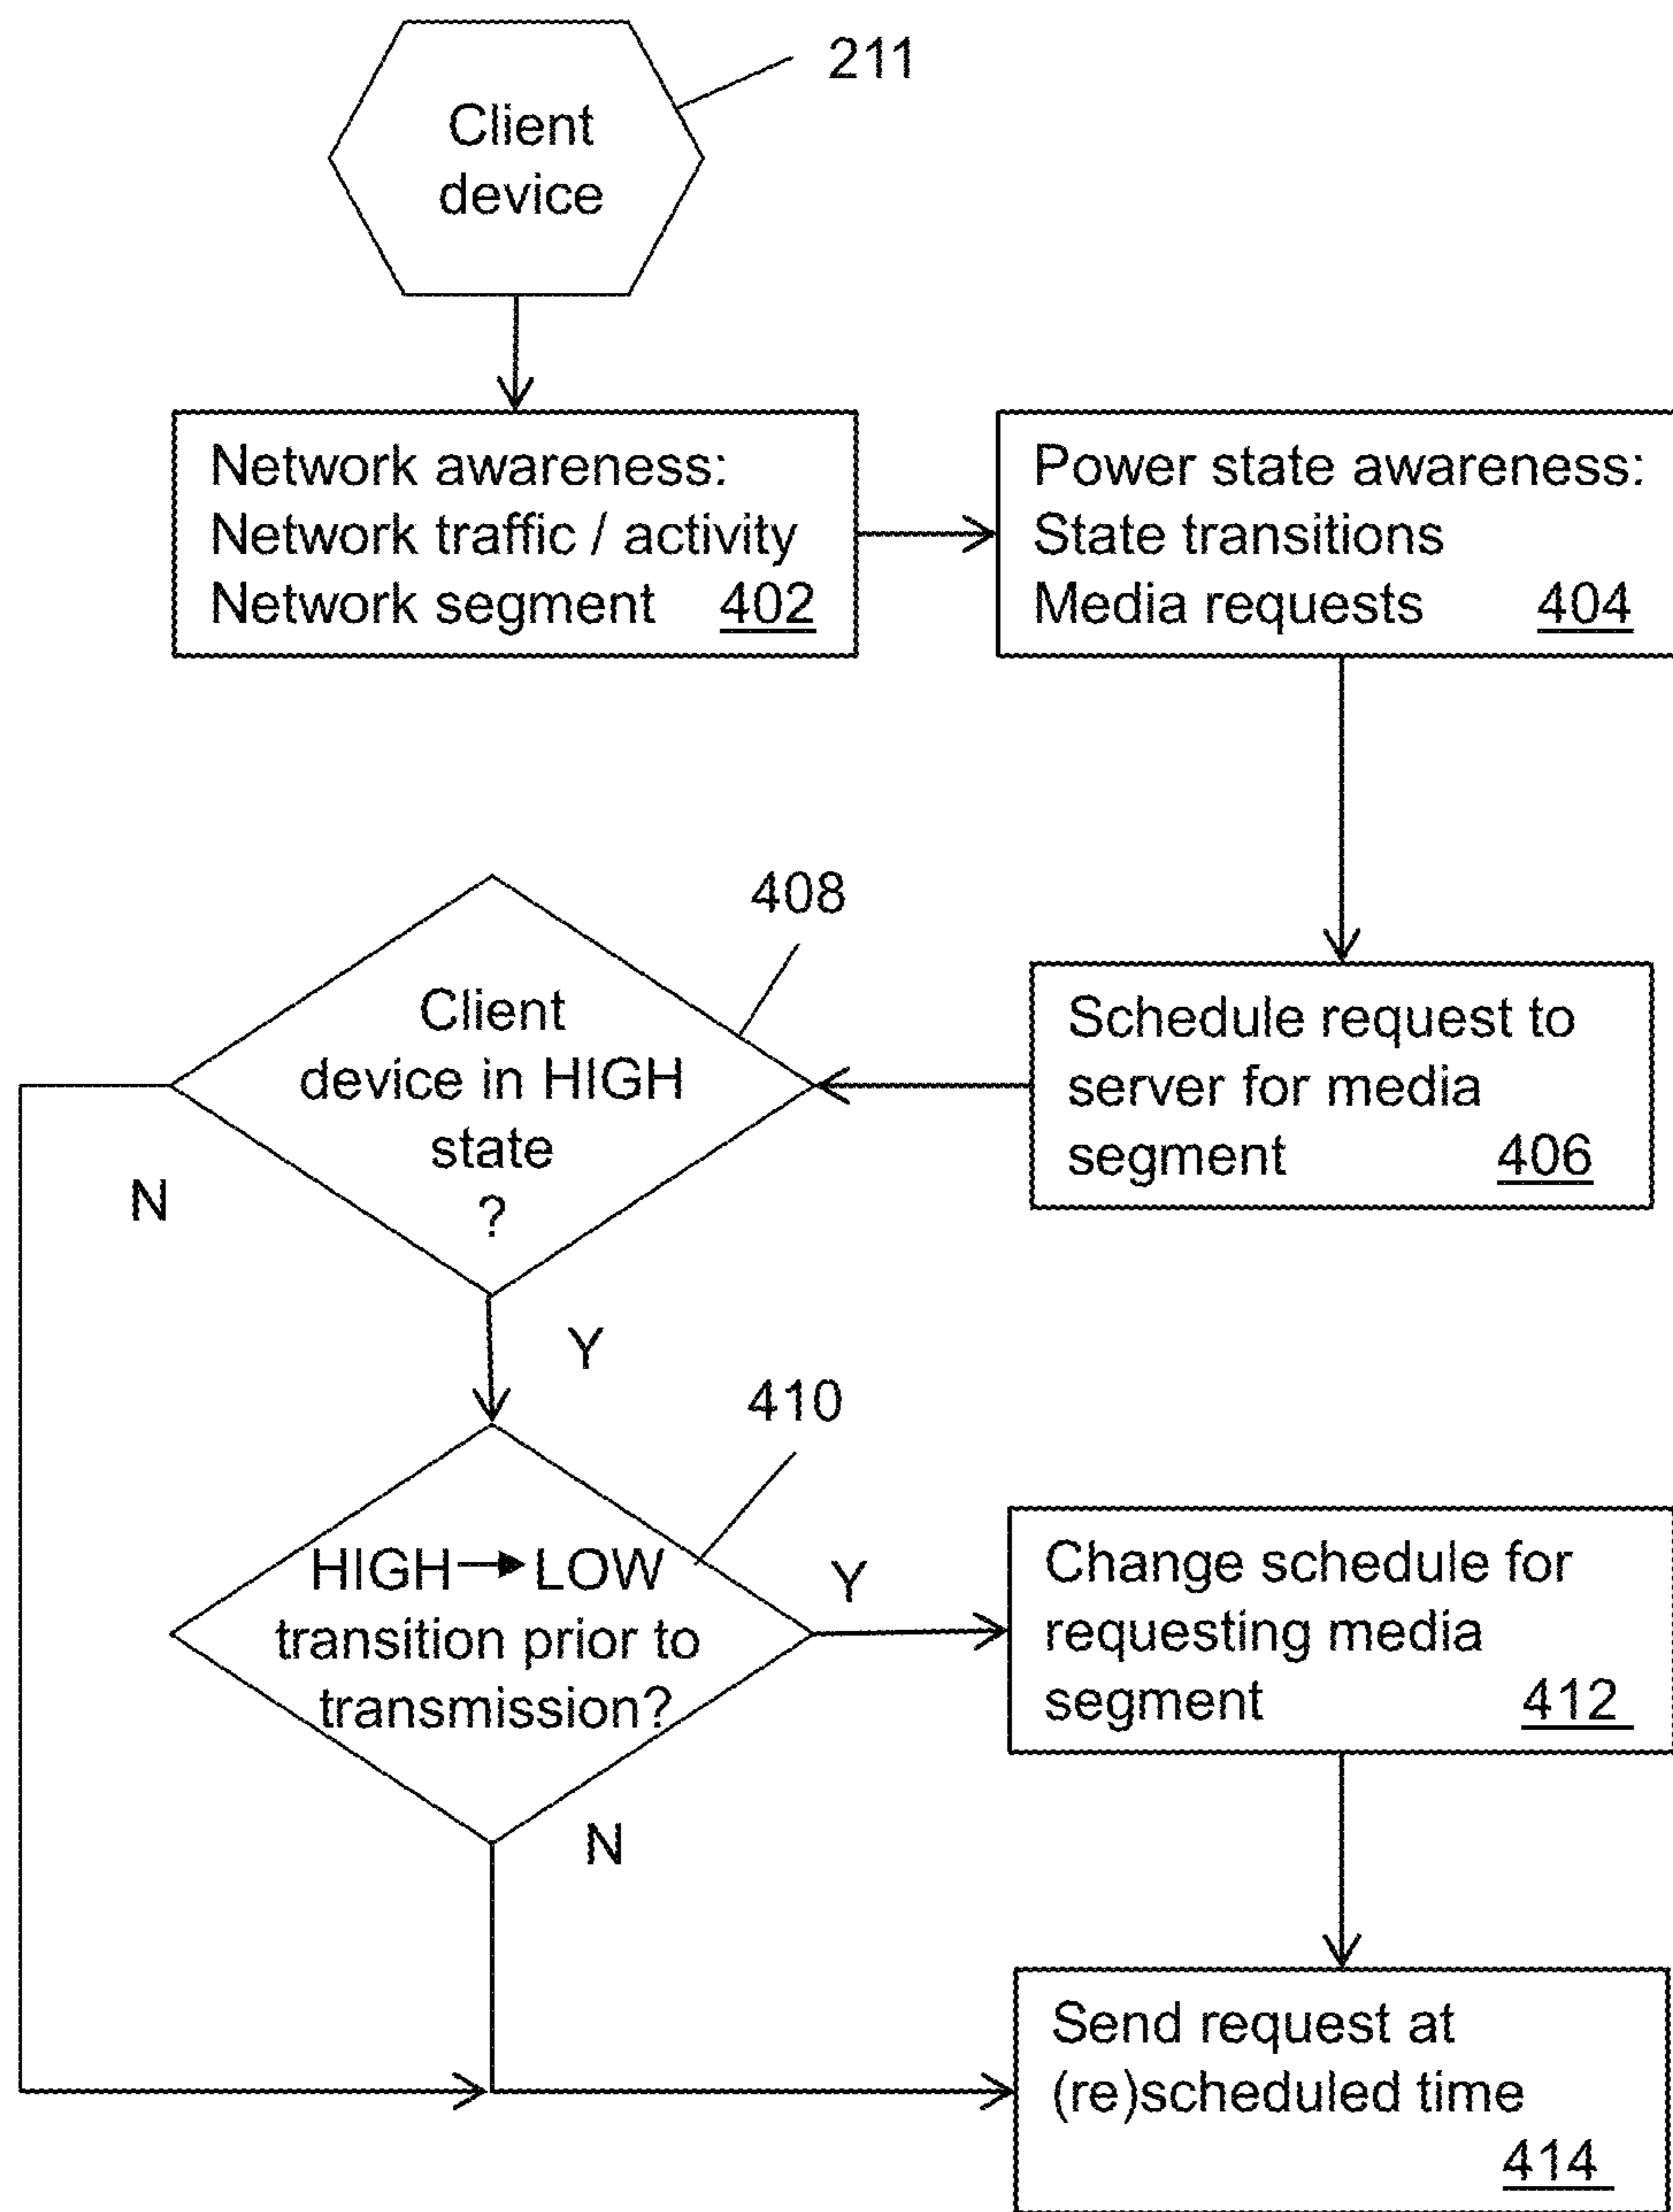 211
Client
device
Network awareness:
Network traffic / activity
Network segment 402
Power state awareness:
State transitions
Media requests 404
408
Client
device in HIGH
state
?
Schedule request to
server for media
segment 406
N
Y
410
HIGH→LOW
transition prior to
transmission?
Y
Change schedule for
requesting media
segment 412
N
Send request at
(re)scheduled time
414